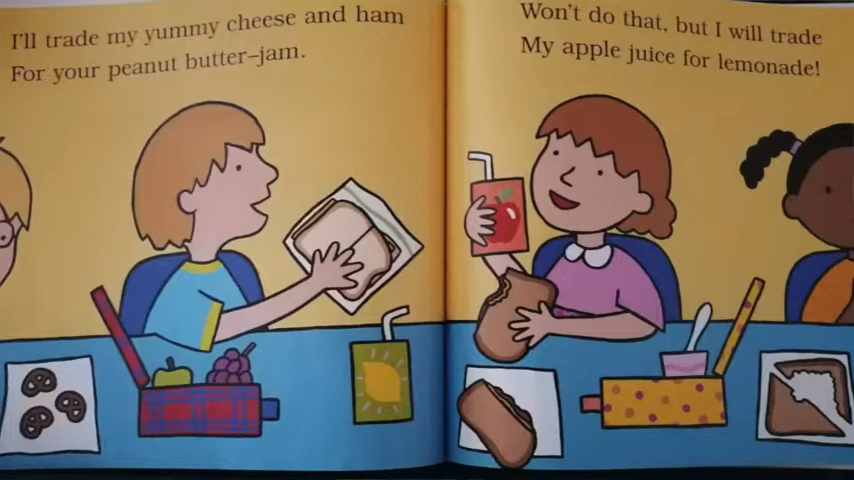 I'll trade my yummy cheese and ham
For your peanut butter–jam.
Won't do that, but I will trade
My apple juice for lemonade!